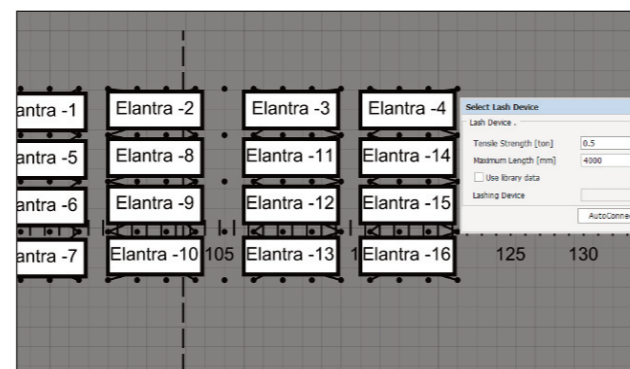 antra -1 Elantra -2 Elantra -3 Elantra -4
Select Lash Device
Lash Device .
Tensile Strength [ton] 0.5
Maximum Length [mm] 4000
Use library data
Lashing Device
AutoConnec
antra -5 Elantra -8 Elantra -11 Elantra -14
antra -6 Elantra -9 Elantra -12 Elantra -15
antra -7 Elantra -10 105 Elantra -13 1 Elantra -16 125 130